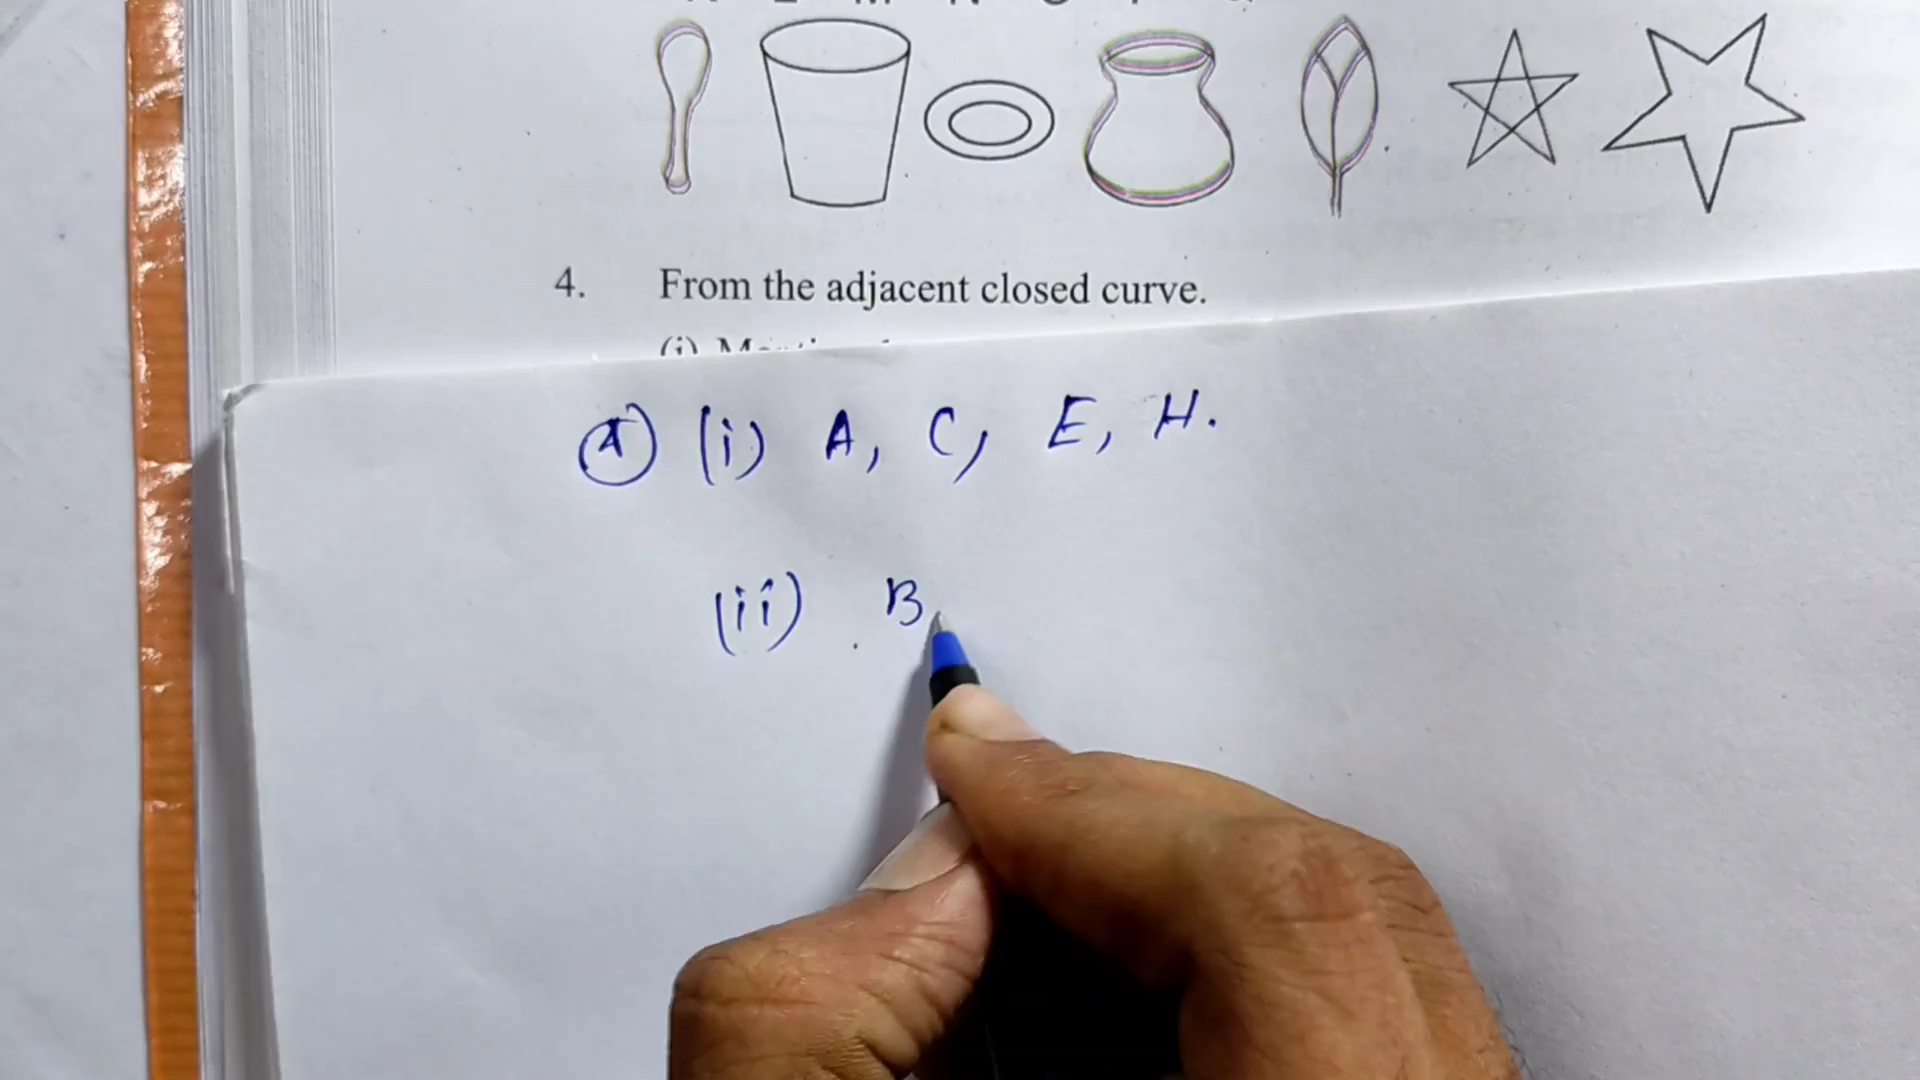 4. From the adjacent closed curve.
(i)
(4) (i) A, C, E, H.
(ii) B